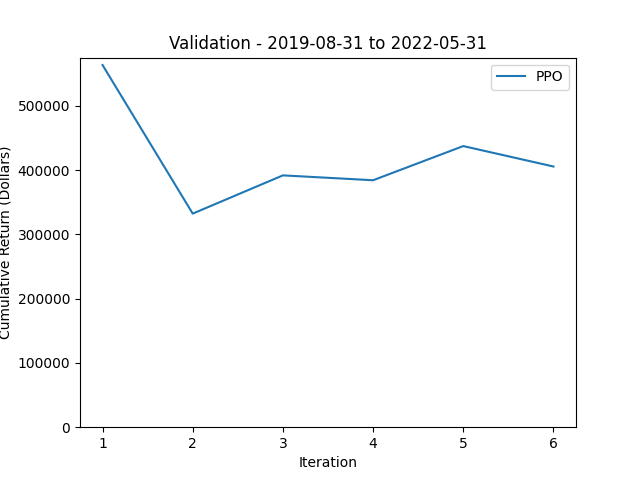 Validation - 2019-08-31 to 2022-05-31
PPO
Cumulative Return (Dollars)
500000
400000
300000
200000
100000
0
1 2 3 4 5 6
Iteration